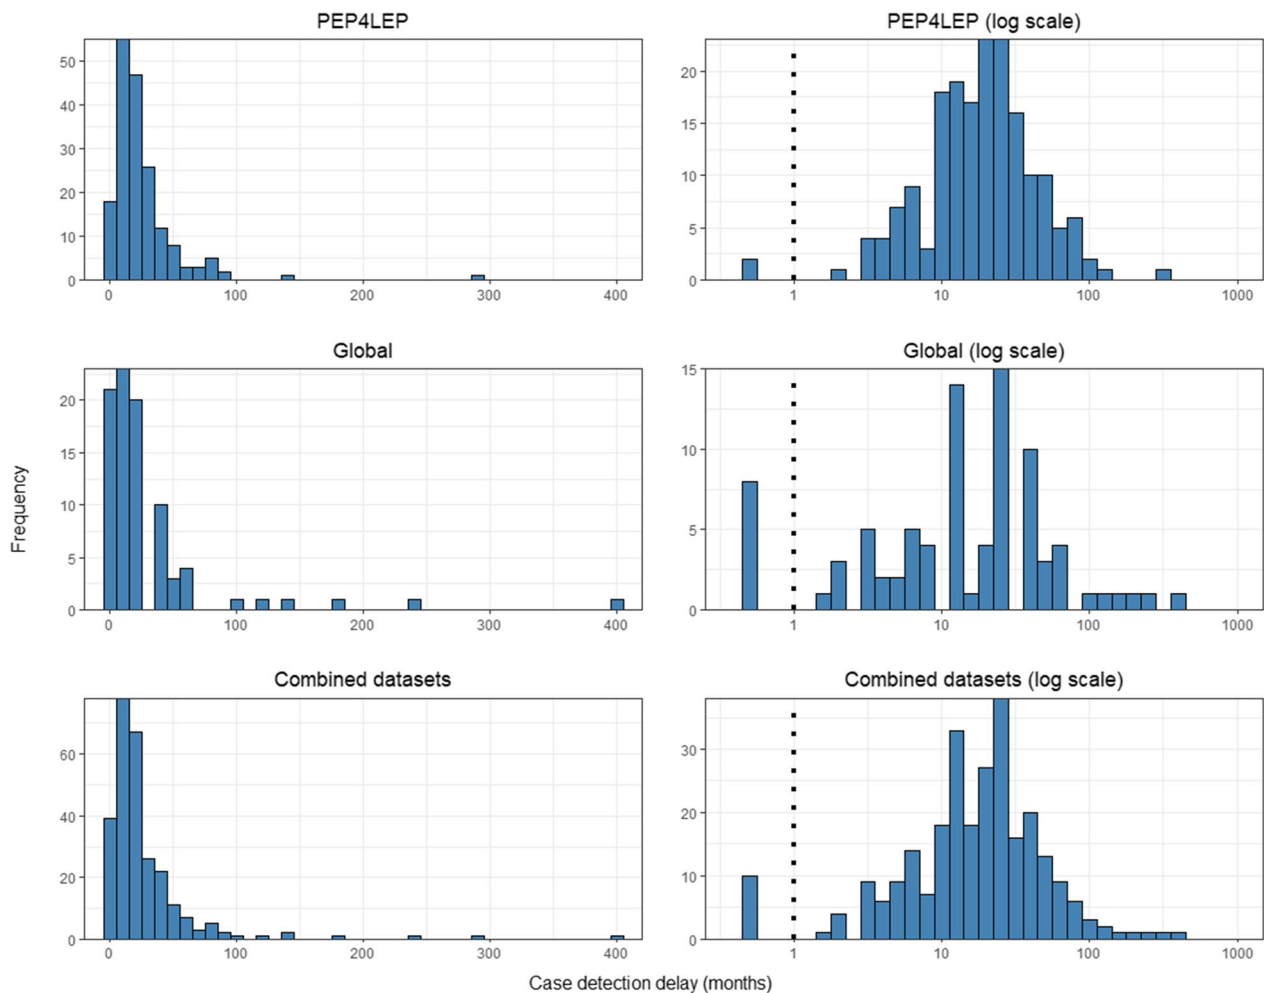 PEP4LEP
PEP4LEP (log scale)
50
40
30
20
10
0
0 100 200 300 400
20
15
10
5
0
1 10 100 1000
Global
Global (log scale)
Frequency
20
15
10
5
0
0 100 200 300 400
15
10
5
0
1 10 100 1000
Combined datasets
Combined datasets (log scale)
60
40
20
0
0 100 200 300 400
30
20
10
0
1 10 100 1000
Case detection delay (months)